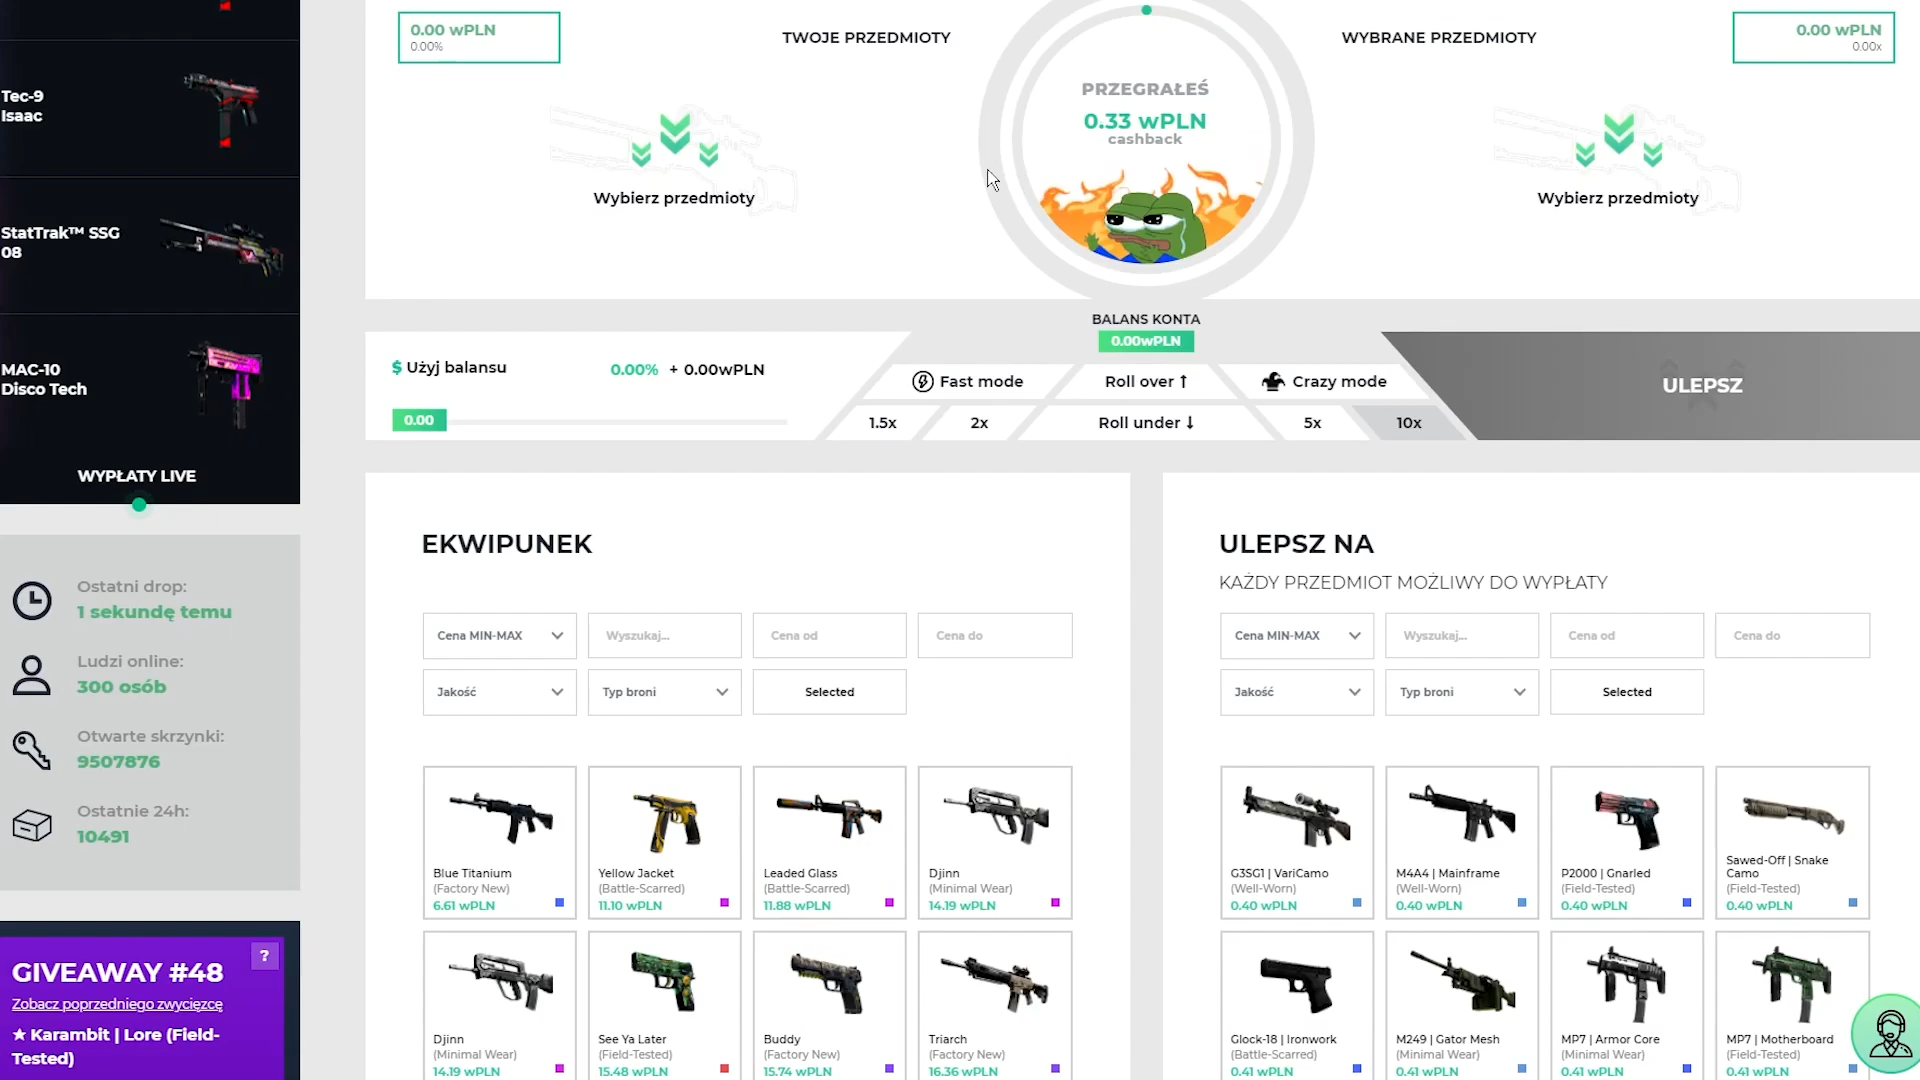 Tec-9
Isaac
StatTrak™ SSG
08
MAC-10
Disco Tech
WYPŁATY LIVE
Ostatni drop:
1 sekundę temu
Ludzi online:
300 osób
Otwarte skrzynki:
9507876
Ostatnie 24h:
10491
GIVEAWAY #48
?
Zobacz poprzedniego zwycięzcę
★ Karambit | Lore (Field-
Tested)
0.00 wPLN
0.00%
TWOJE PRZEDMIOTY
Wybierz przedmioty
PRZEGRAŁEŚ
0.33 wPLN
cashback
WYBRANE PRZEDMIOTY
0.00 wPLN
0.00x
Wybierz przedmioty
BALANS KONTA
0.00wPLN
$ Użyj balansu
0.00% + 0.00wPLN
0.00
Fast mode
Roll over ↑
Crazy mode
1.5x
2x
Roll under ↓
5x
10x
ULEPSZ
EKWIPUNEK
Cena MIN-MAX
Wyszukaj...
Cena od
Cena do
Jakość
Typ broni
Selected
Blue Titanium
(Factory New)
6.61 wPLN
Yellow Jacket
(Battle-Scarred)
11.10 wPLN
Leaded Glass
(Battle-Scarred)
11.88 wPLN
Djinn
(Minimal Wear)
14.19 wPLN
Djinn
(Minimal Wear)
14.19 wPLN
See Ya Later
(Field-Tested)
15.48 wPLN
Buddy
(Factory New)
15.74 wPLN
Triarch
(Factory New)
16.36 wPLN
ULEPSZ NA
KAŻDY PRZEDMIOT MOŻLIWY DO WYPŁATY
Cena MIN-MAX
Wyszukaj...
Cena od
Cena do
Jakość
Typ broni
Selected
G3SG1 | VariCamo
(Well-Worn)
0.40 wPLN
M4A4 | Mainframe
(Well-Worn)
0.40 wPLN
P2000 | Gnarled
(Field-Tested)
0.40 wPLN
Sawed-Off | Snake
Camo
(Field-Tested)
0.40 wPLN
Glock-18 | Ironwork
(Battle-Scarred)
0.41 wPLN
M249 | Gator Mesh
(Minimal Wear)
0.41 wPLN
MP7 | Armor Core
(Minimal Wear)
0.41 wPLN
MP7 | Motherboard
(Field-Tested)
0.41 wPLN